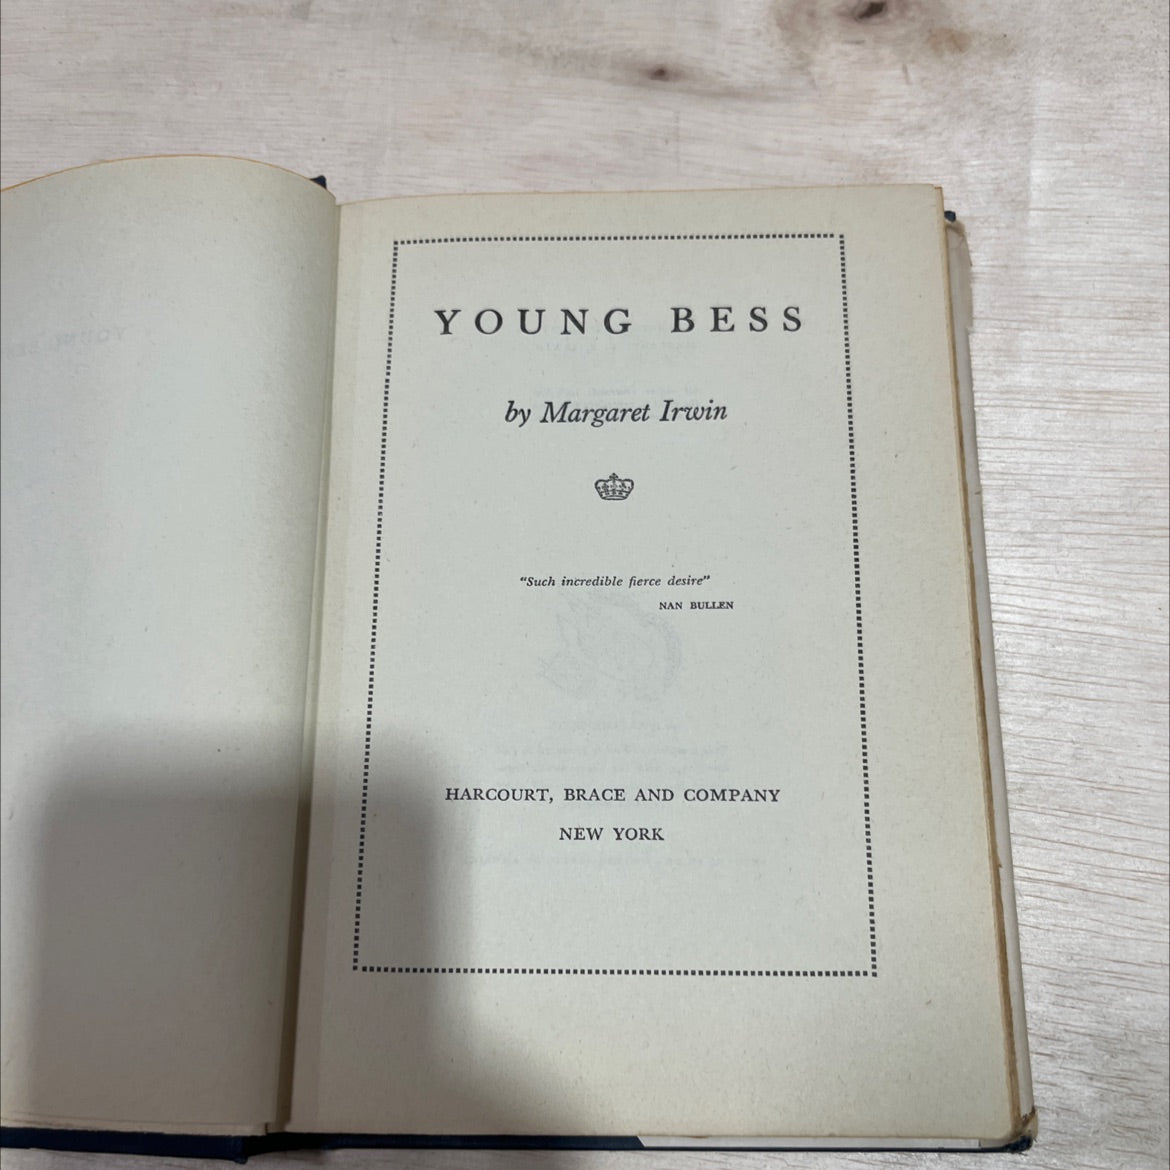 YOUNG BESS
by Margaret Irwin
"Such incredible fierce desire"
NAN BULLEN
HARCOURT, BRACE AND COMPANY
NEW YORK